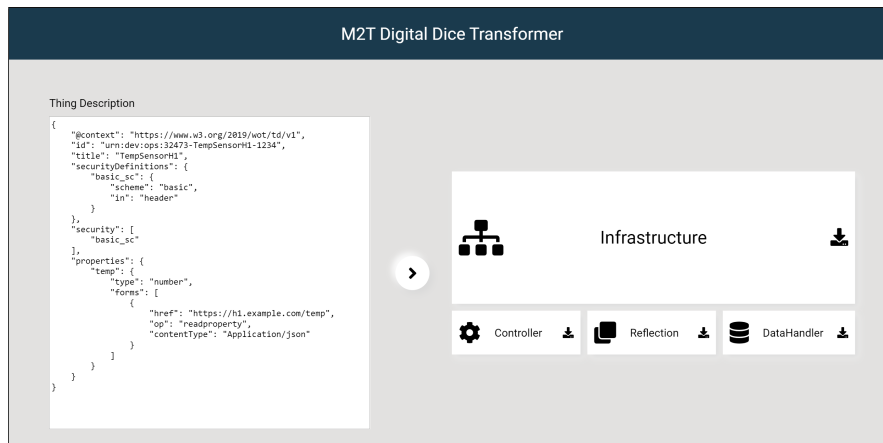 M2T Digital Dice Transformer
Thing Description
{
    "@context": "https://www.w3.org/2019/wot/td/v1",
    "id": "urn:dev:ops:32473-TempSensorH1-1234",
    "title": "TempSensorH1",
    "securityDefinitions": {
        "basic_sc": {
            "scheme": "basic",
            "in": "header"
        }
    },
    "security": [
        "basic_sc"
    ],
    "properties": {
        "temp": {
            "type": "number",
            "forms": [
                {
                    "href": "https://h1.example.com/temp",
                    "op": "readproperty",
                    "contentType": "Application/json"
                }
            ]
        }
    }
}
Infrastructure
Controller
Reflection
DataHandler